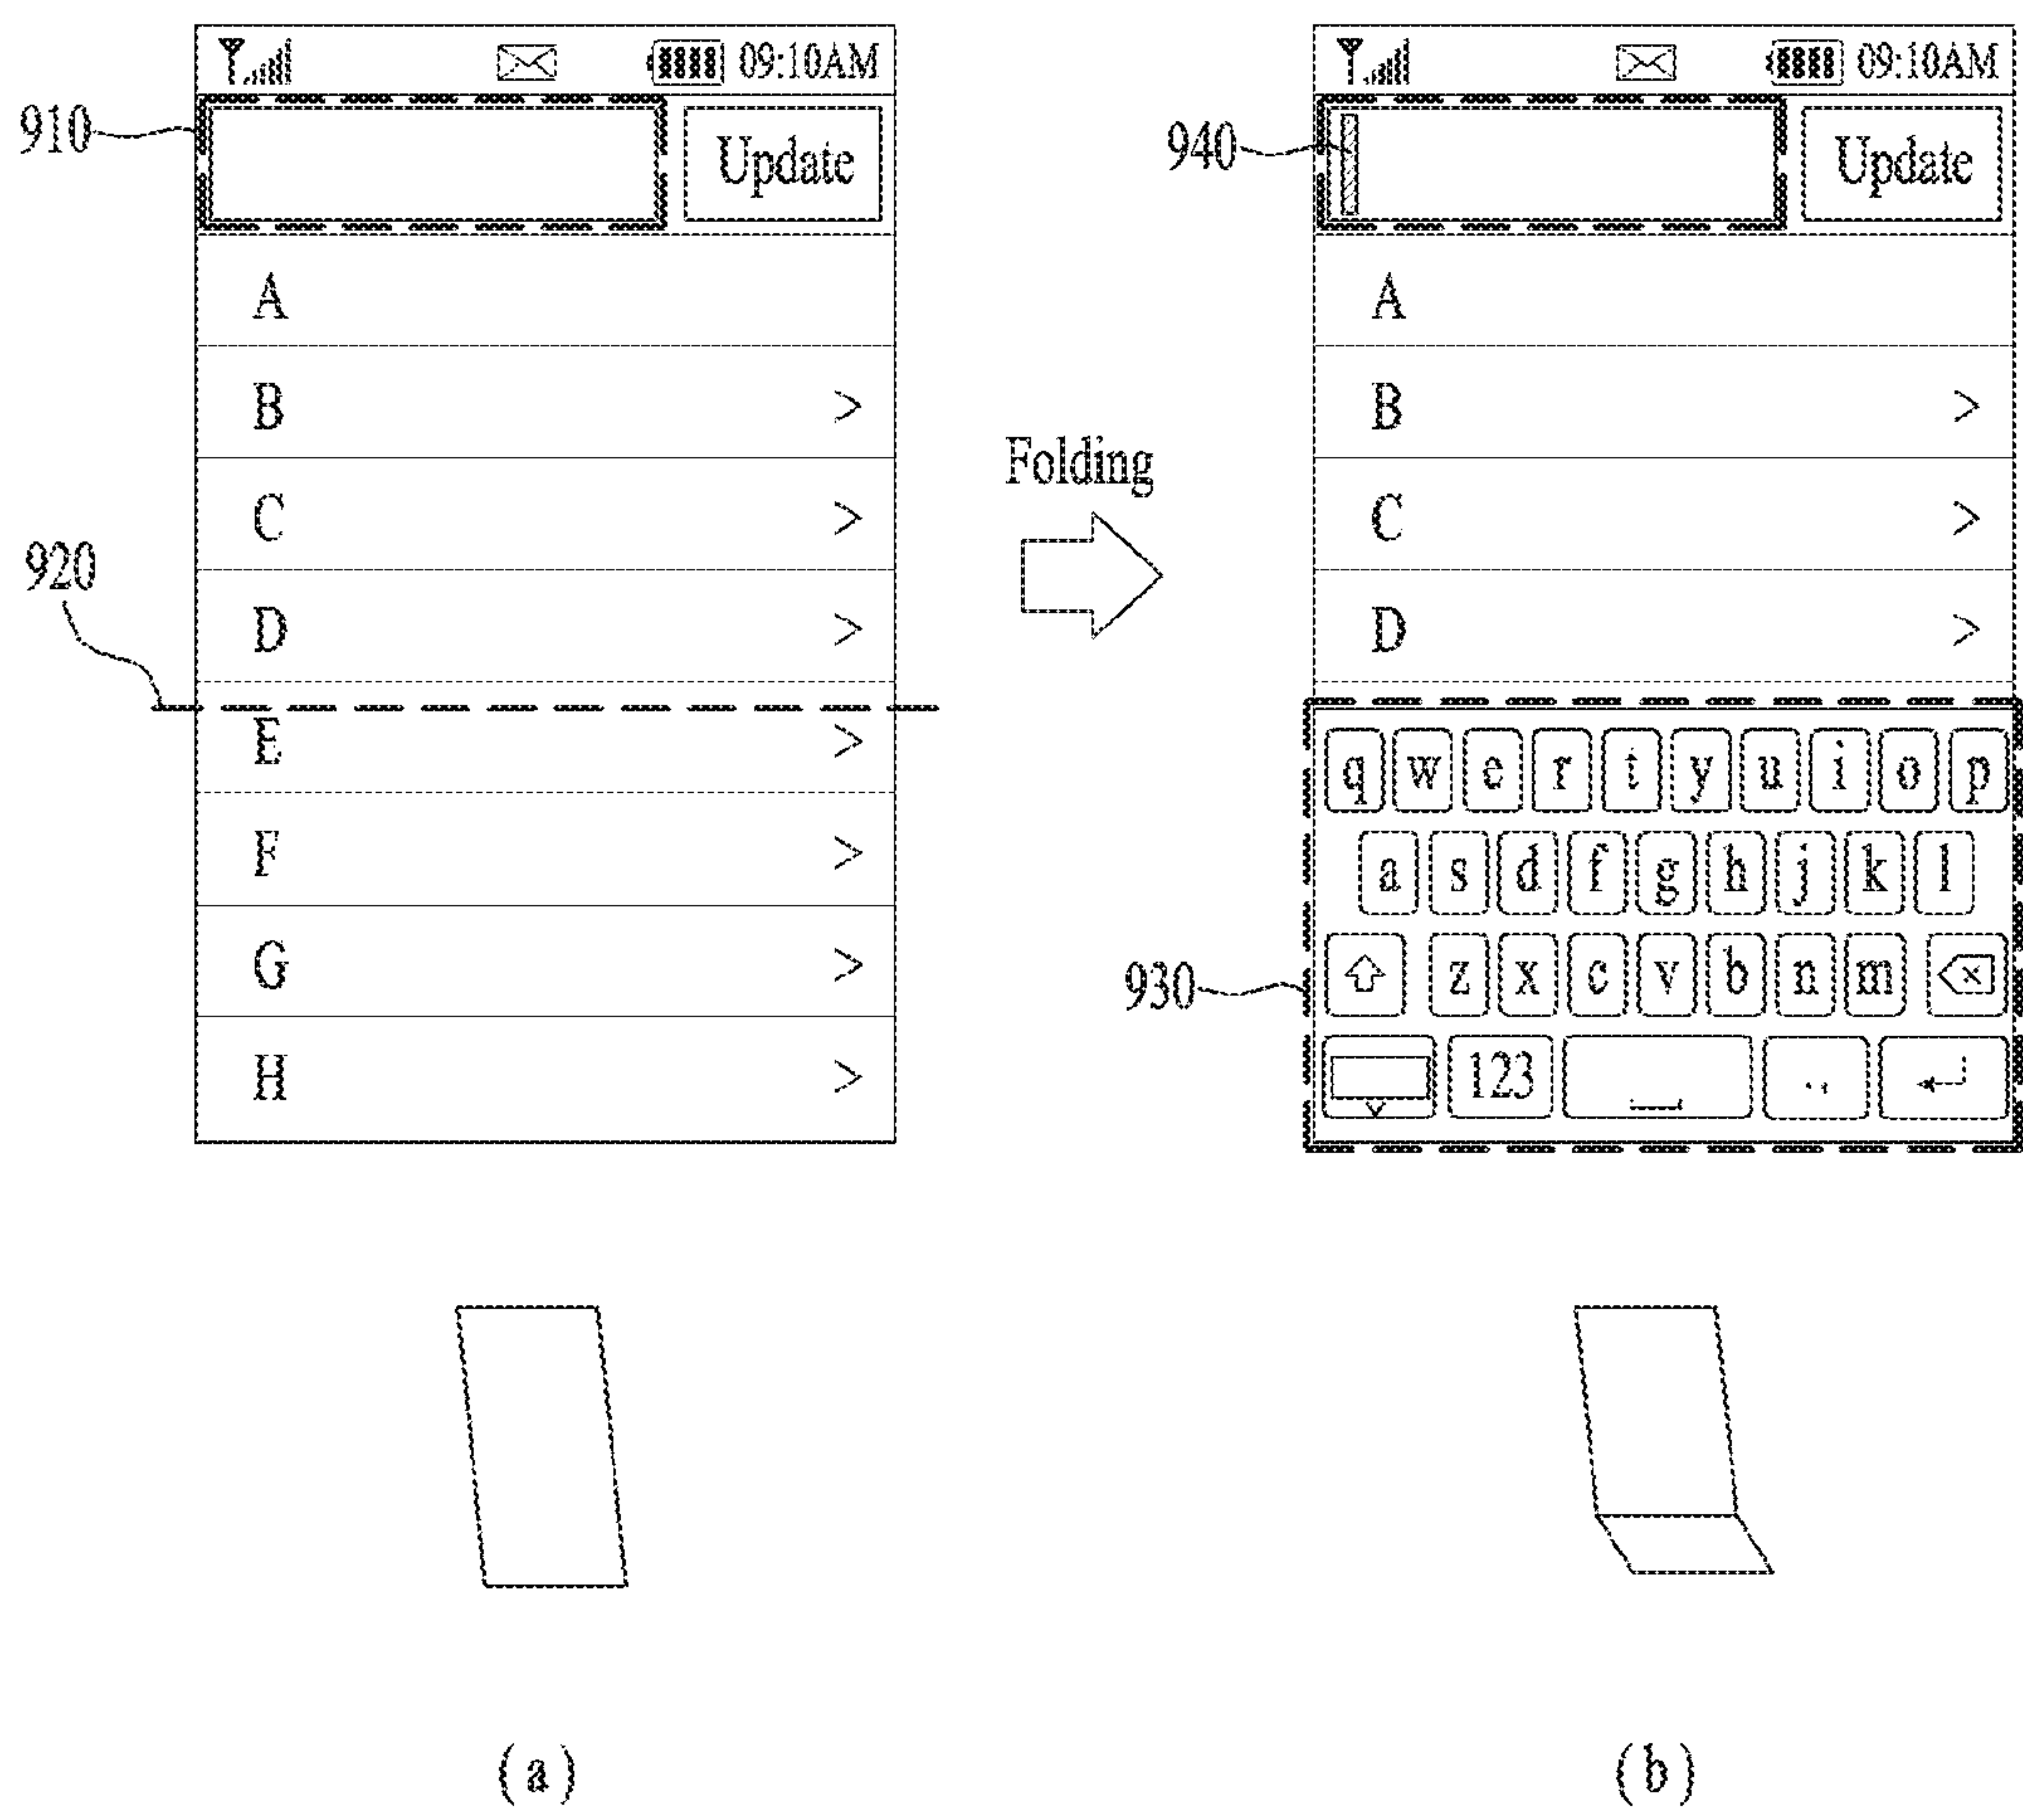 09:10AM
910
Update
A
B >
C >
920
D >
E >
F >
G >
H >
(a)
Folding
09:10AM
940
Update
A
B >
C >
D >
q w e r t y u i o p
a s d f g h j k l
930
z x c v b n m
123 .,
(b)